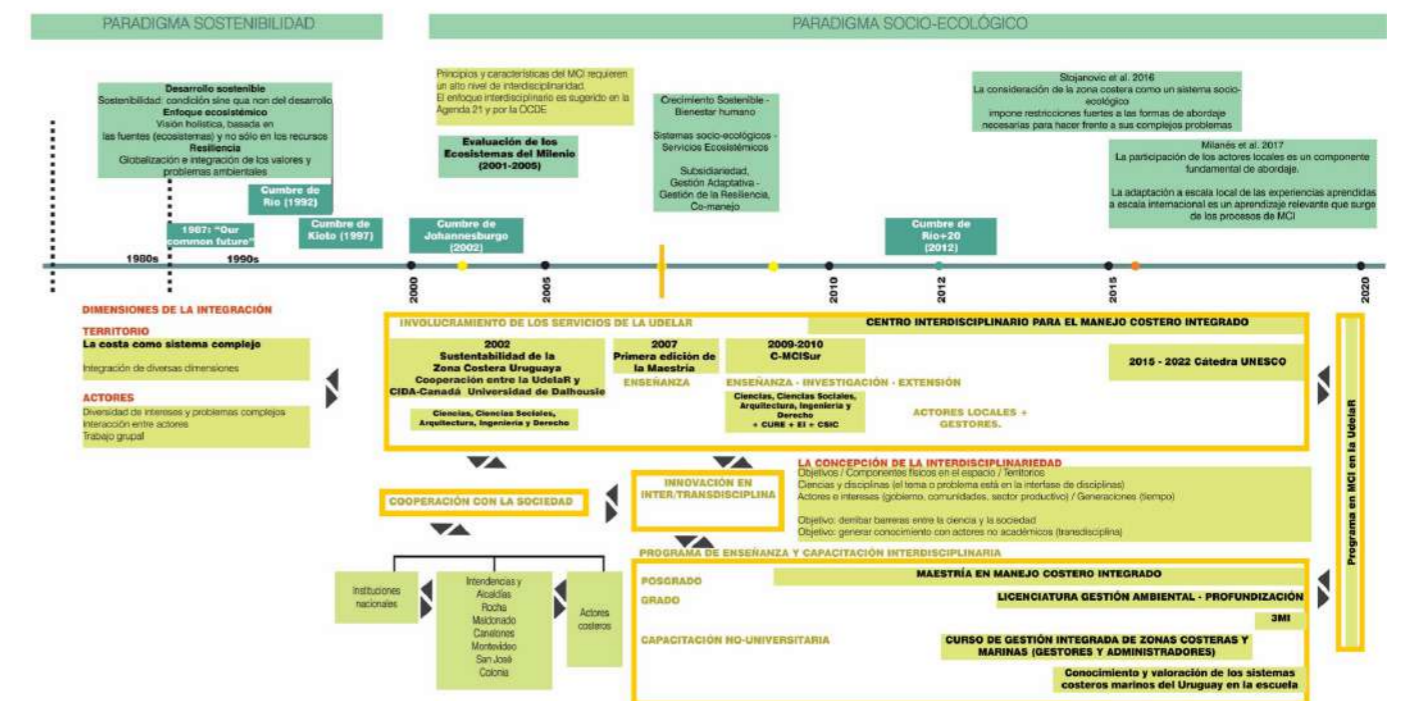 PARADIGMA SOSTENIBILIDAD
PARADIGMA SOCIO-ECOLÓGICO
Desarrollo sostenible
Sostenibilidad: condición sine qua non del desarrollo
Enfoque ecosistémico
Visión holística, basada en
las fuentes (ecosistemas) y no sólo en los recursos
Resiliencia
Globalización e integración de los valores y
problemas ambientales
Cumbre de
Rio (1992)
1987: "Our
common future"
Cumbre de
Kioto (1997)
Principios y características del MCI requieren
un alto nivel de interdisciplinaridad.
El enfoque interdisciplinario es sugerido en la
Agenda 21 y por la OCDE
Evaluación de los
Ecosistemas del Milenio
(2001-2005)
Cumbre de
Johannesburgo
(2002)
Crecimiento Sostenible -
Bienestar humano
Sistemas socio-ecológicos -
Servicios Ecosistémicos
Subsidiariedad,
Gestión Adaptativa -
Gestión de la Resiliencia,
Co-manejo
Cumbre de
Rio+20
(2012)
Stojanovic et al. 2016
La consideración de la zona costera como un sistema socio-
ecológico
impone restricciones fuertes a las formas de abordaje
necesarias para hacer frente a sus complejos problemas
Milanés et al. 2017
La participación de los actores locales es un componente
fundamental de abordaje.
La adaptación a escala local de las experiencias aprendidas
a escala internacional es un aprendizaje relevante que surge
de los procesos de MCI
1980s
1990s
2000
2005
2010
2012
2015
2020
DIMENSIONES DE LA INTEGRACIÓN
TERRITORIO
La costa como sistema complejo
Integración de diversas dimensiones
ACTORES
Diversidad de intereses y problemas complejos
Interacción entre actores
Trabajo grupal
INVOLUCRAMIENTO DE LOS SERVICIOS DE LA UDELAR
CENTRO INTERDISCIPLINARIO PARA EL MANEJO COSTERO INTEGRADO
2002
Sustentabilidad de la
Zona Costera Uruguaya
Cooperación entre la UdelaR y
CIDA-Canadá Universidad de Dalhousie
Ciencias, Ciencias Sociales,
Arquitectura, Ingeniería y Derecho
2007
Primera edición de
la Maestría
ENSEÑANZA
2009-2010
C-MCISur
ENSEÑANZA - INVESTIGACIÓN - EXTENSIÓN
Ciencias, Ciencias Sociales,
Arquitectura, Ingeniería y
Derecho
+ CURE + EI + CSIC
ACTORES LOCALES +
GESTORES.
2015 - 2022 Cátedra UNESCO
Programa en MCI en la UdelaR
COOPERACIÓN CON LA SOCIEDAD
INNOVACIÓN EN
INTER/TRANSDISCIPLINA
LA CONCEPCIÓN DE LA INTERDISCIPLINARIEDAD
Objetivos / Componentes físicos en el espacio / Territorios
Ciencias y disciplinas (el tema o problema está en la interfase de disciplinas)
Actores e intereses (gobierno, comunidades, sector productivo) / Generaciones (tiempo)
Objetivo: derribar barreras entre la ciencia y la sociedad
Objetivo: generar conocimiento con actores no académicos (transdisciplina)
Instituciones
nacionales
Intendencias y
Alcaldías
Rocha
Maldonado
Canelones
Montevideo
San José
Colonia
Actores
costeros
PROGRAMA DE ENSEÑANZA Y CAPACITACIÓN INTERDISCIPLINARIA
POSGRADO
MAESTRÍA EN MANEJO COSTERO INTEGRADO
GRADO
LICENCIATURA GESTIÓN AMBIENTAL - PROFUNDIZACIÓN
3MI
CAPACITACIÓN NO-UNIVERSITARIA
CURSO DE GESTIÓN INTEGRADA DE ZONAS COSTERAS Y
MARINAS (GESTORES Y ADMINISTRADORES)
Conocimiento y valoración de los sistemas
costeros marinos del Uruguay en la escuela